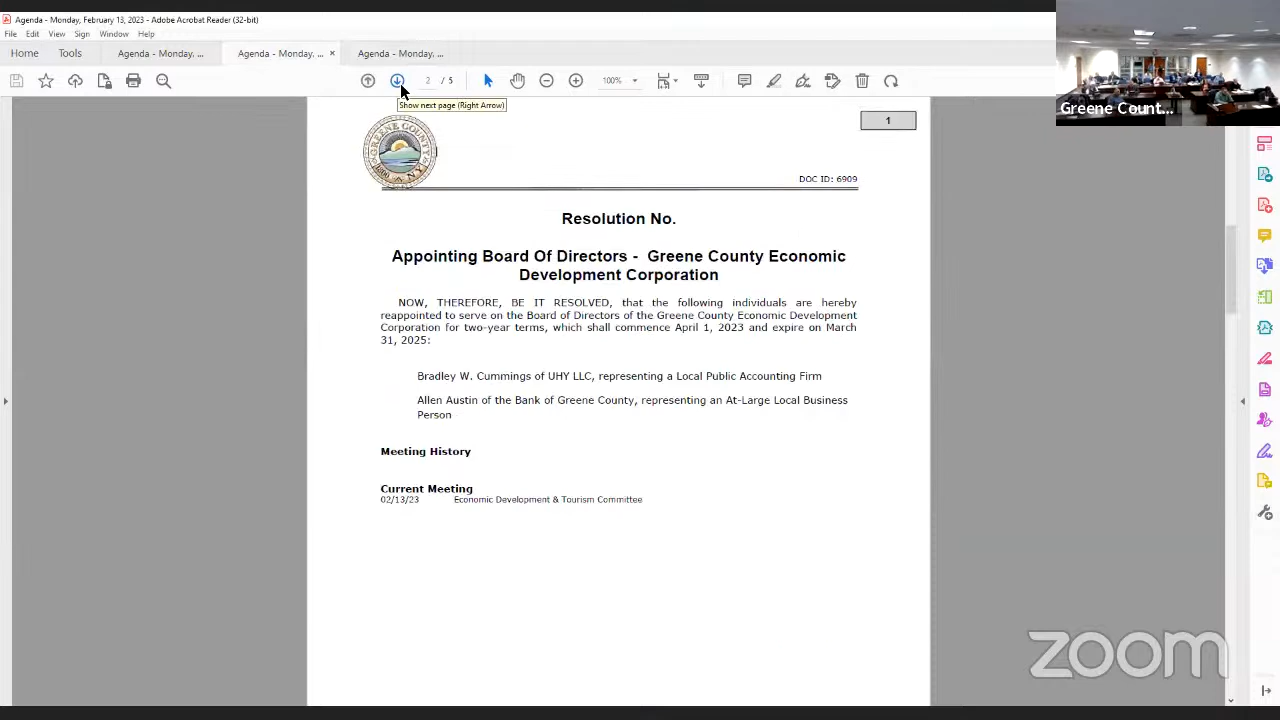 Agenda - Monday, February 13, 2023 - Adobe Acrobat Reader (32-bit)
File Edit View Sign Window Help
Home Tools Agenda - Monday, ... Agenda - Monday, ... × Agenda - Monday, ...
2 / 5 100%
Show next page (Right Arrow)
Greene Count...
1
GREENE COUNTY
1800 N.Y.
DOC ID: 6909
Resolution No.
Appointing Board Of Directors - Greene County Economic
Development Corporation
NOW, THEREFORE, BE IT RESOLVED, that the following individuals are hereby
reappointed to serve on the Board of Directors of the Greene County Economic Development
Corporation for two-year terms, which shall commence April 1, 2023 and expire on March
31, 2025:
Bradley W. Cummings of UHY LLC, representing a Local Public Accounting Firm
Allen Austin of the Bank of Greene County, representing an At-Large Local Business
Person
Meeting History
Current Meeting
02/13/23 Economic Development & Tourism Committee
zoom